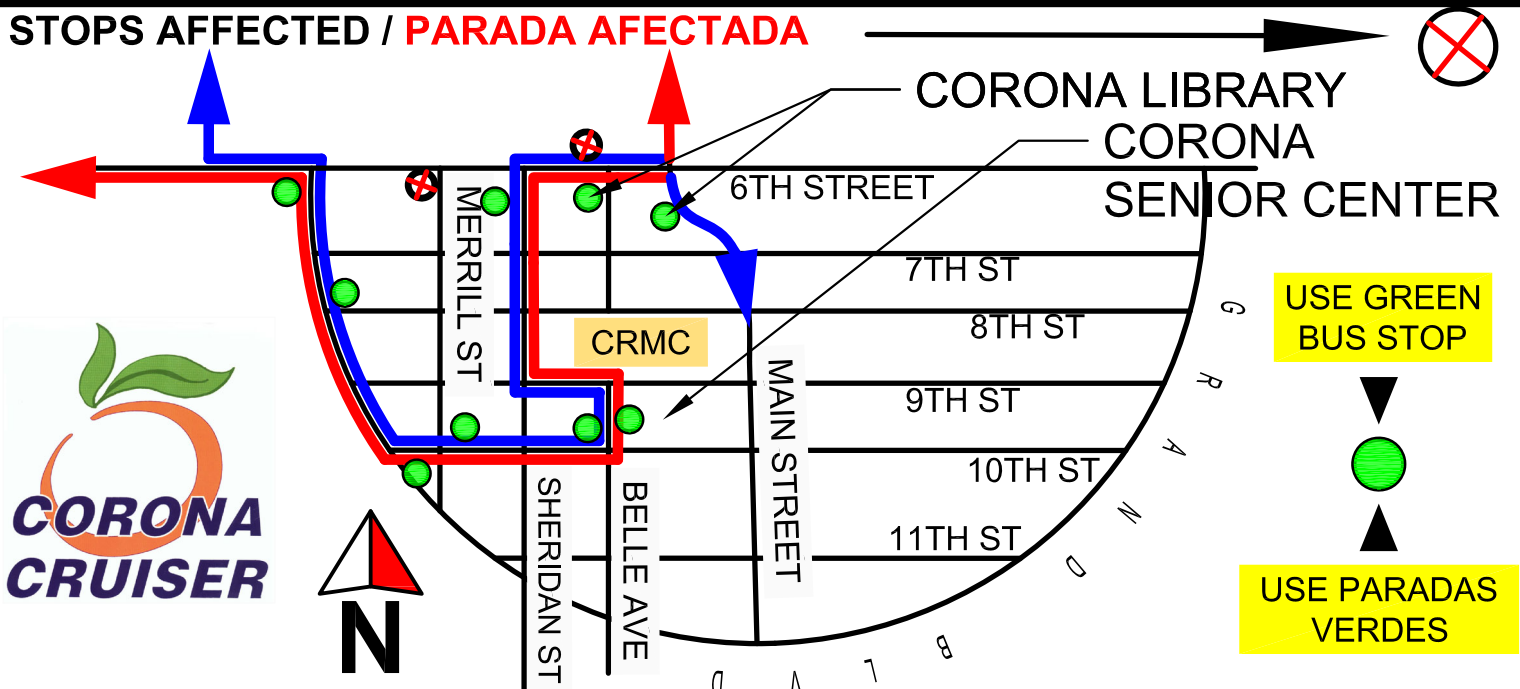 STOPS AFFECTED / PARADA AFECTADA
CORONA LIBRARY
CORONA
SENIOR CENTER
6TH STREET
MERRILL ST
7TH ST
8TH ST
CRMC
9TH ST
10TH ST
11TH ST
MAIN STREET
SHERIDAN ST
BELLE AVE
GRAND BLVD
USE GREEN
BUS STOP
USE PARADAS
VERDES
CORONA
CRUISER
N